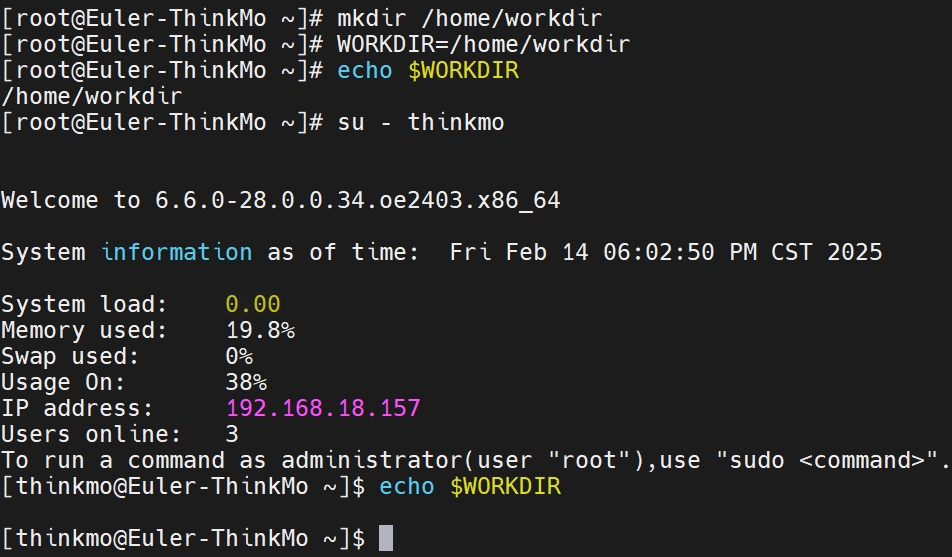 [root@Euler-ThinkMo ~]# mkdir /home/workdir
[root@Euler-ThinkMo ~]# WORKDIR=/home/workdir
[root@Euler-ThinkMo ~]# echo $WORKDIR
/home/workdir
[root@Euler-ThinkMo ~]# su - thinkmo
Welcome to 6.6.0-28.0.0.34.oe2403.x86_64
System information as of time:  Fri Feb 14 06:02:50 PM CST 2025
System load:    0.00
Memory used:    19.8%
Swap used:      0%
Usage On:       38%
IP address:     192.168.18.157
Users online:   3
To run a command as administrator(user "root"),use "sudo <command>".
[thinkmo@Euler-ThinkMo ~]$ echo $WORKDIR
[thinkmo@Euler-ThinkMo ~]$